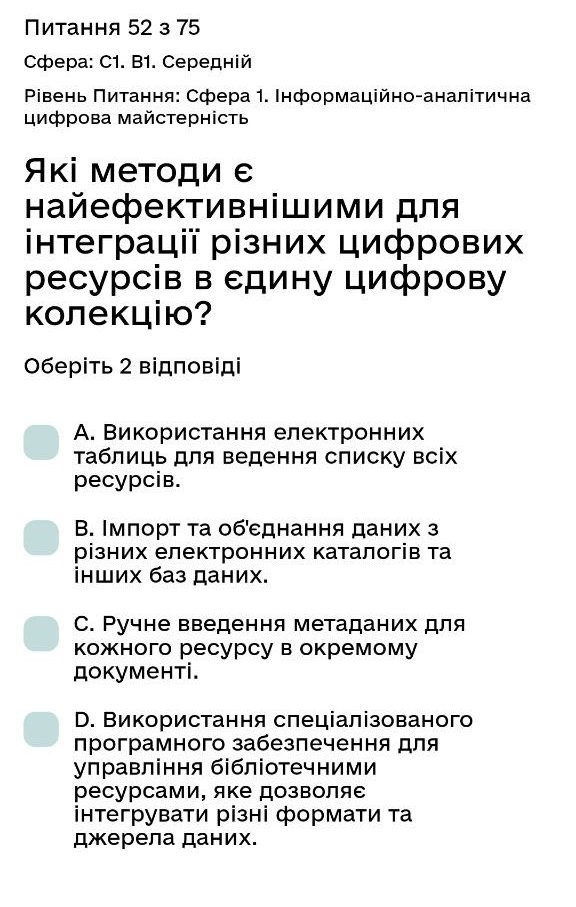 Питання 52 з 75
Сфера: С1. В1. Середній
Рівень Питання: Сфера 1. Інформаційно-аналітична
цифрова майстерність
Які методи є
найефективнішими для
інтеграції різних цифрових
ресурсів в єдину цифрову
колекцію?
Оберіть 2 відповіді
A. Використання електронних
таблиць для ведення списку всіх
ресурсів.
B. Імпорт та об'єднання даних з
різних електронних каталогів та
інших баз даних.
C. Ручне введення метаданих для
кожного ресурсу в окремому
документі.
D. Використання спеціалізованого
програмного забезпечення для
управління бібліотечними
ресурсами, яке дозволяє
інтегрувати різні формати та
джерела даних.